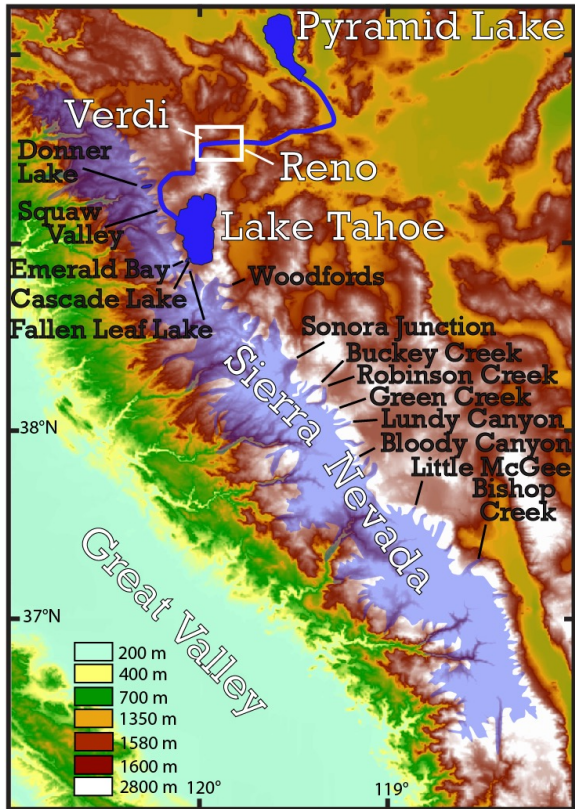 Pyramid Lake
Verdi
Donner
Lake
Reno
Squaw
Valley
Lake Tahoe
Emerald Bay
Woodfords
Cascade Lake
Fallen Leaf Lake
Sonora Junction
Buckey Creek
Robinson Creek
Green Creek
Lundy Canyon
Bloody Canyon
Little McGee
Bishop
Creek
Sierra Nevada
38°N
Great Valley
37°N
200 m
400 m
700 m
1350 m
1580 m
1600 m
2800 m
120°
119°